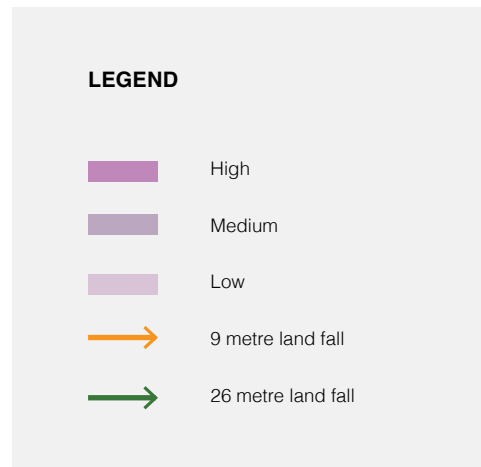 LEGEND
High
Medium
Low
9 metre land fall
26 metre land fall